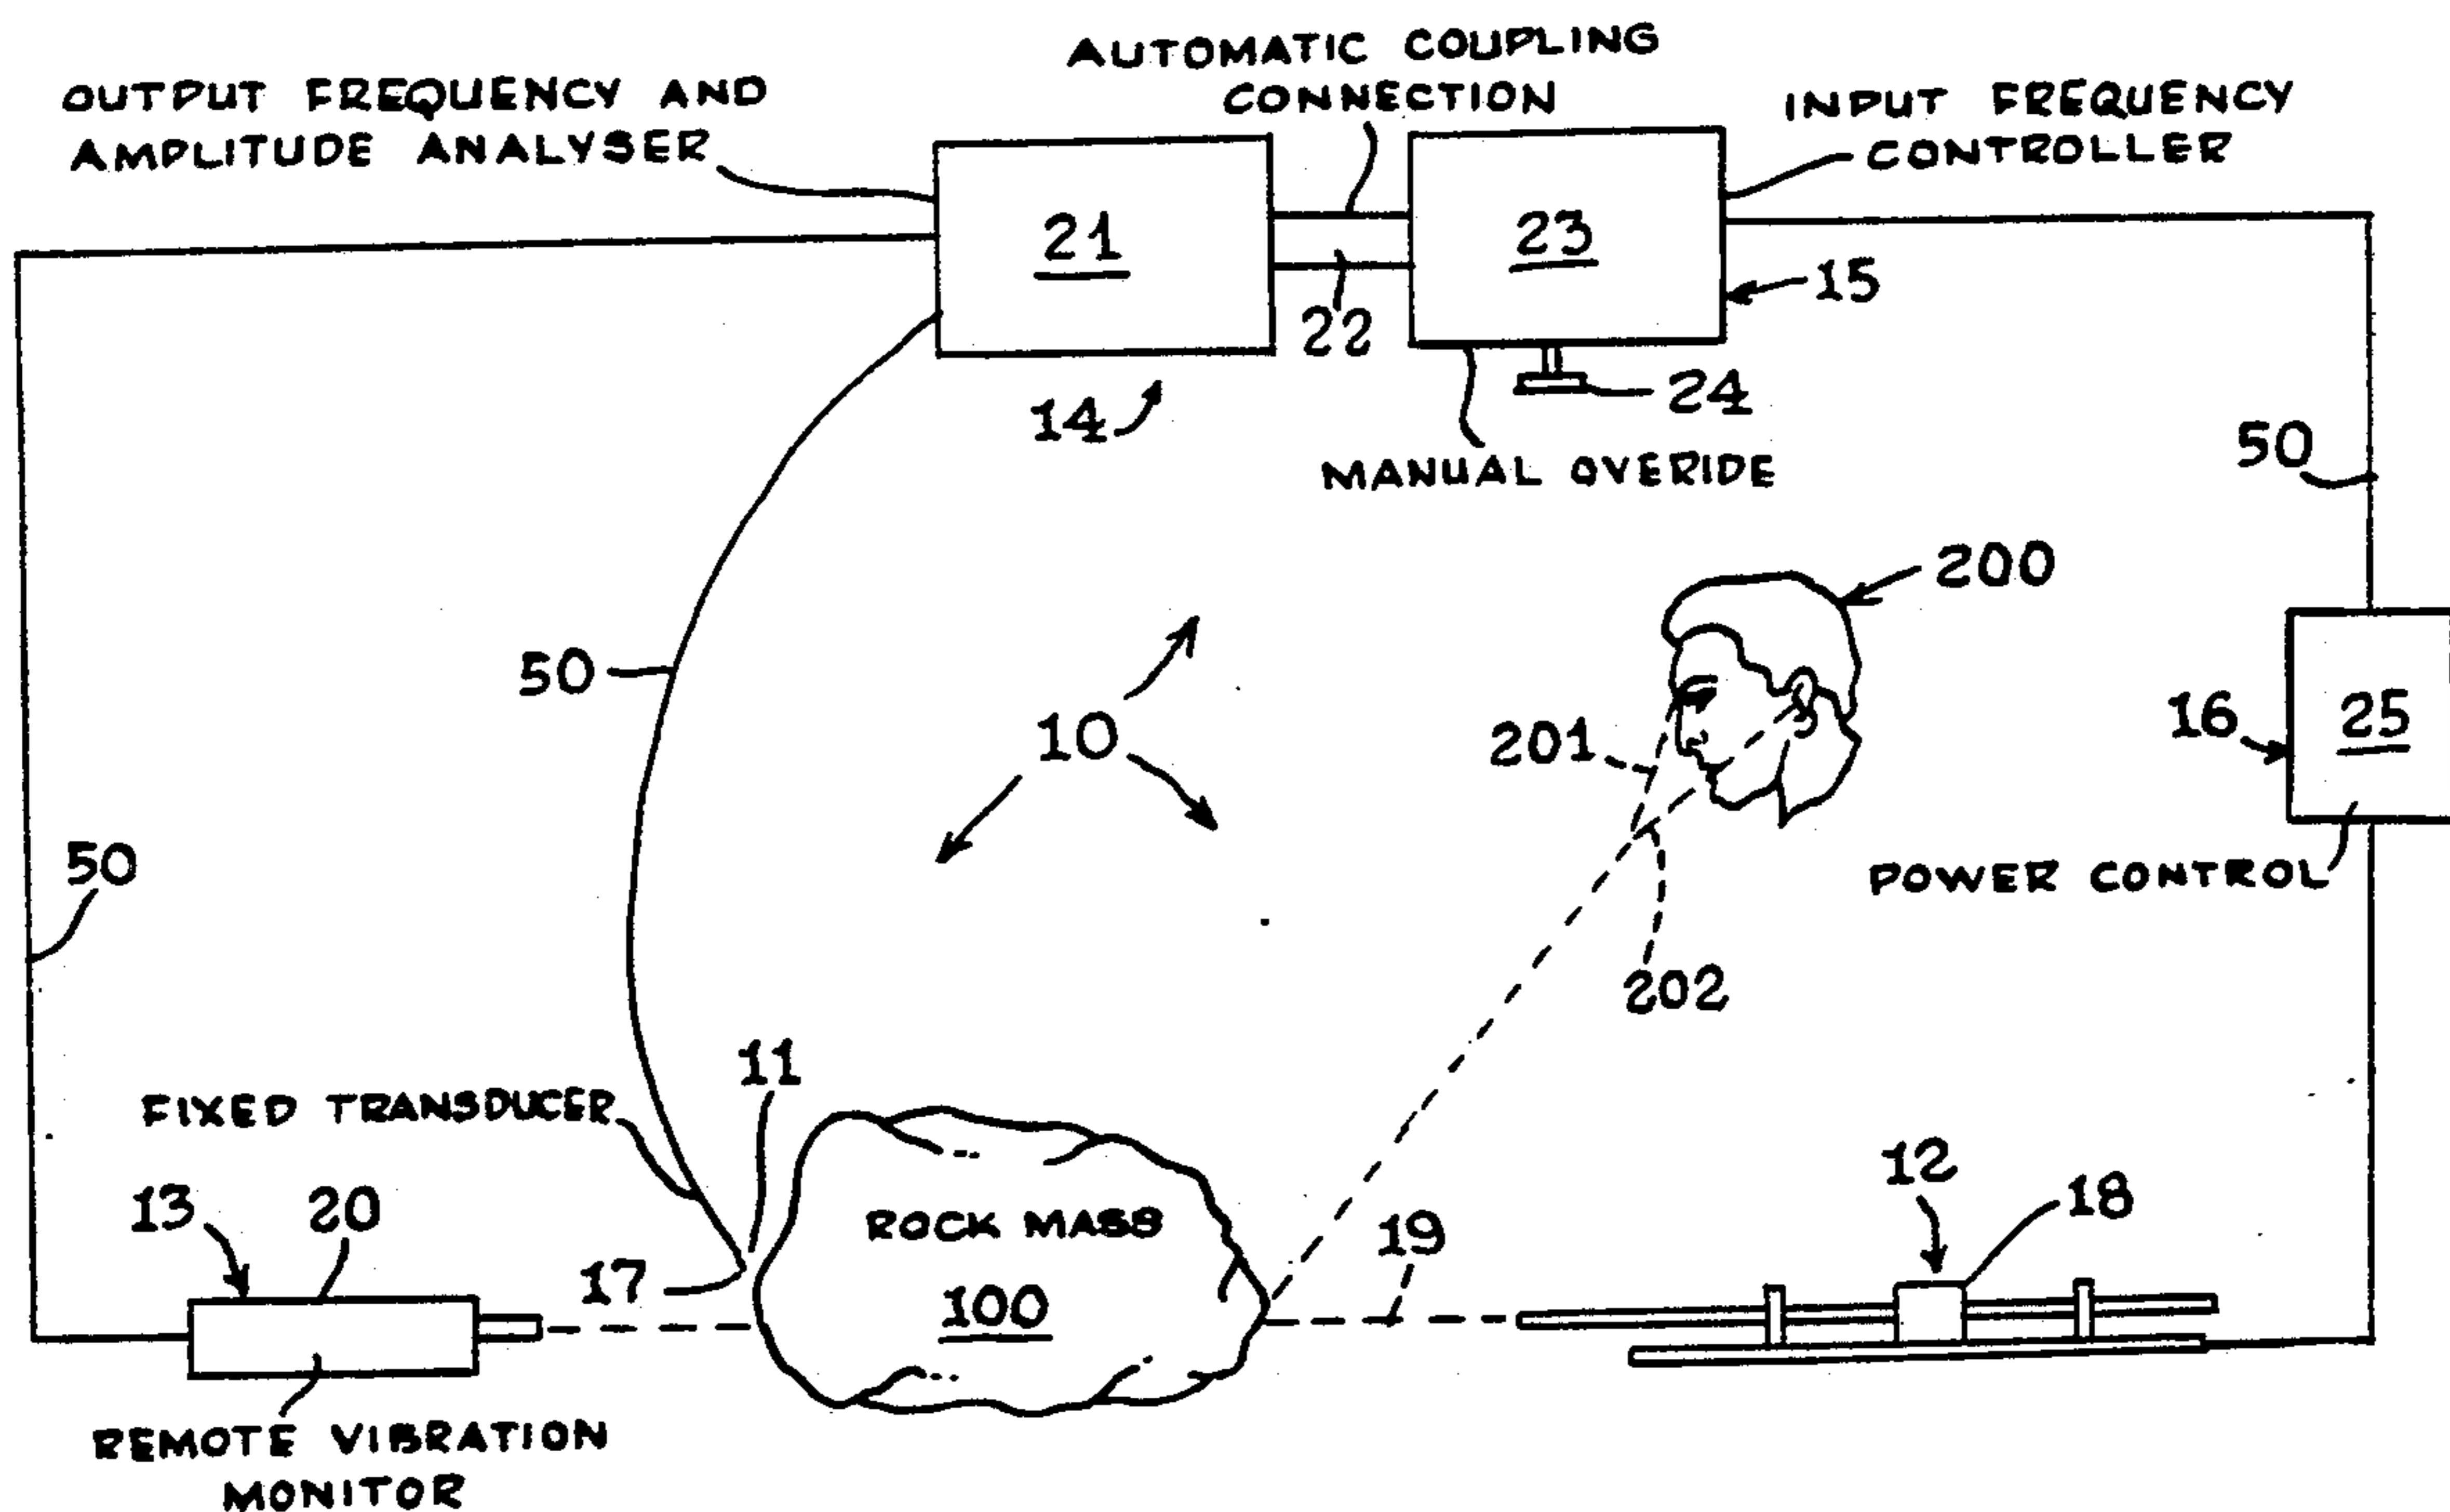 AUTOMATIC COUPLING
CONNECTION
OUTPUT FREQUENCY AND
AMPLITUDE ANALYSER
INPUT FREQUENCY
CONTROLLER
21
23
15
22
24
14
MANUAL OVERIDE
50
200
50
10
201
16
25
50
POWER CONTROL
202
11
FIXED TRANSDUCER
12
18
13
20
ROCK MASS
19
17
100
REMOTE VIBRATION
MONITOR